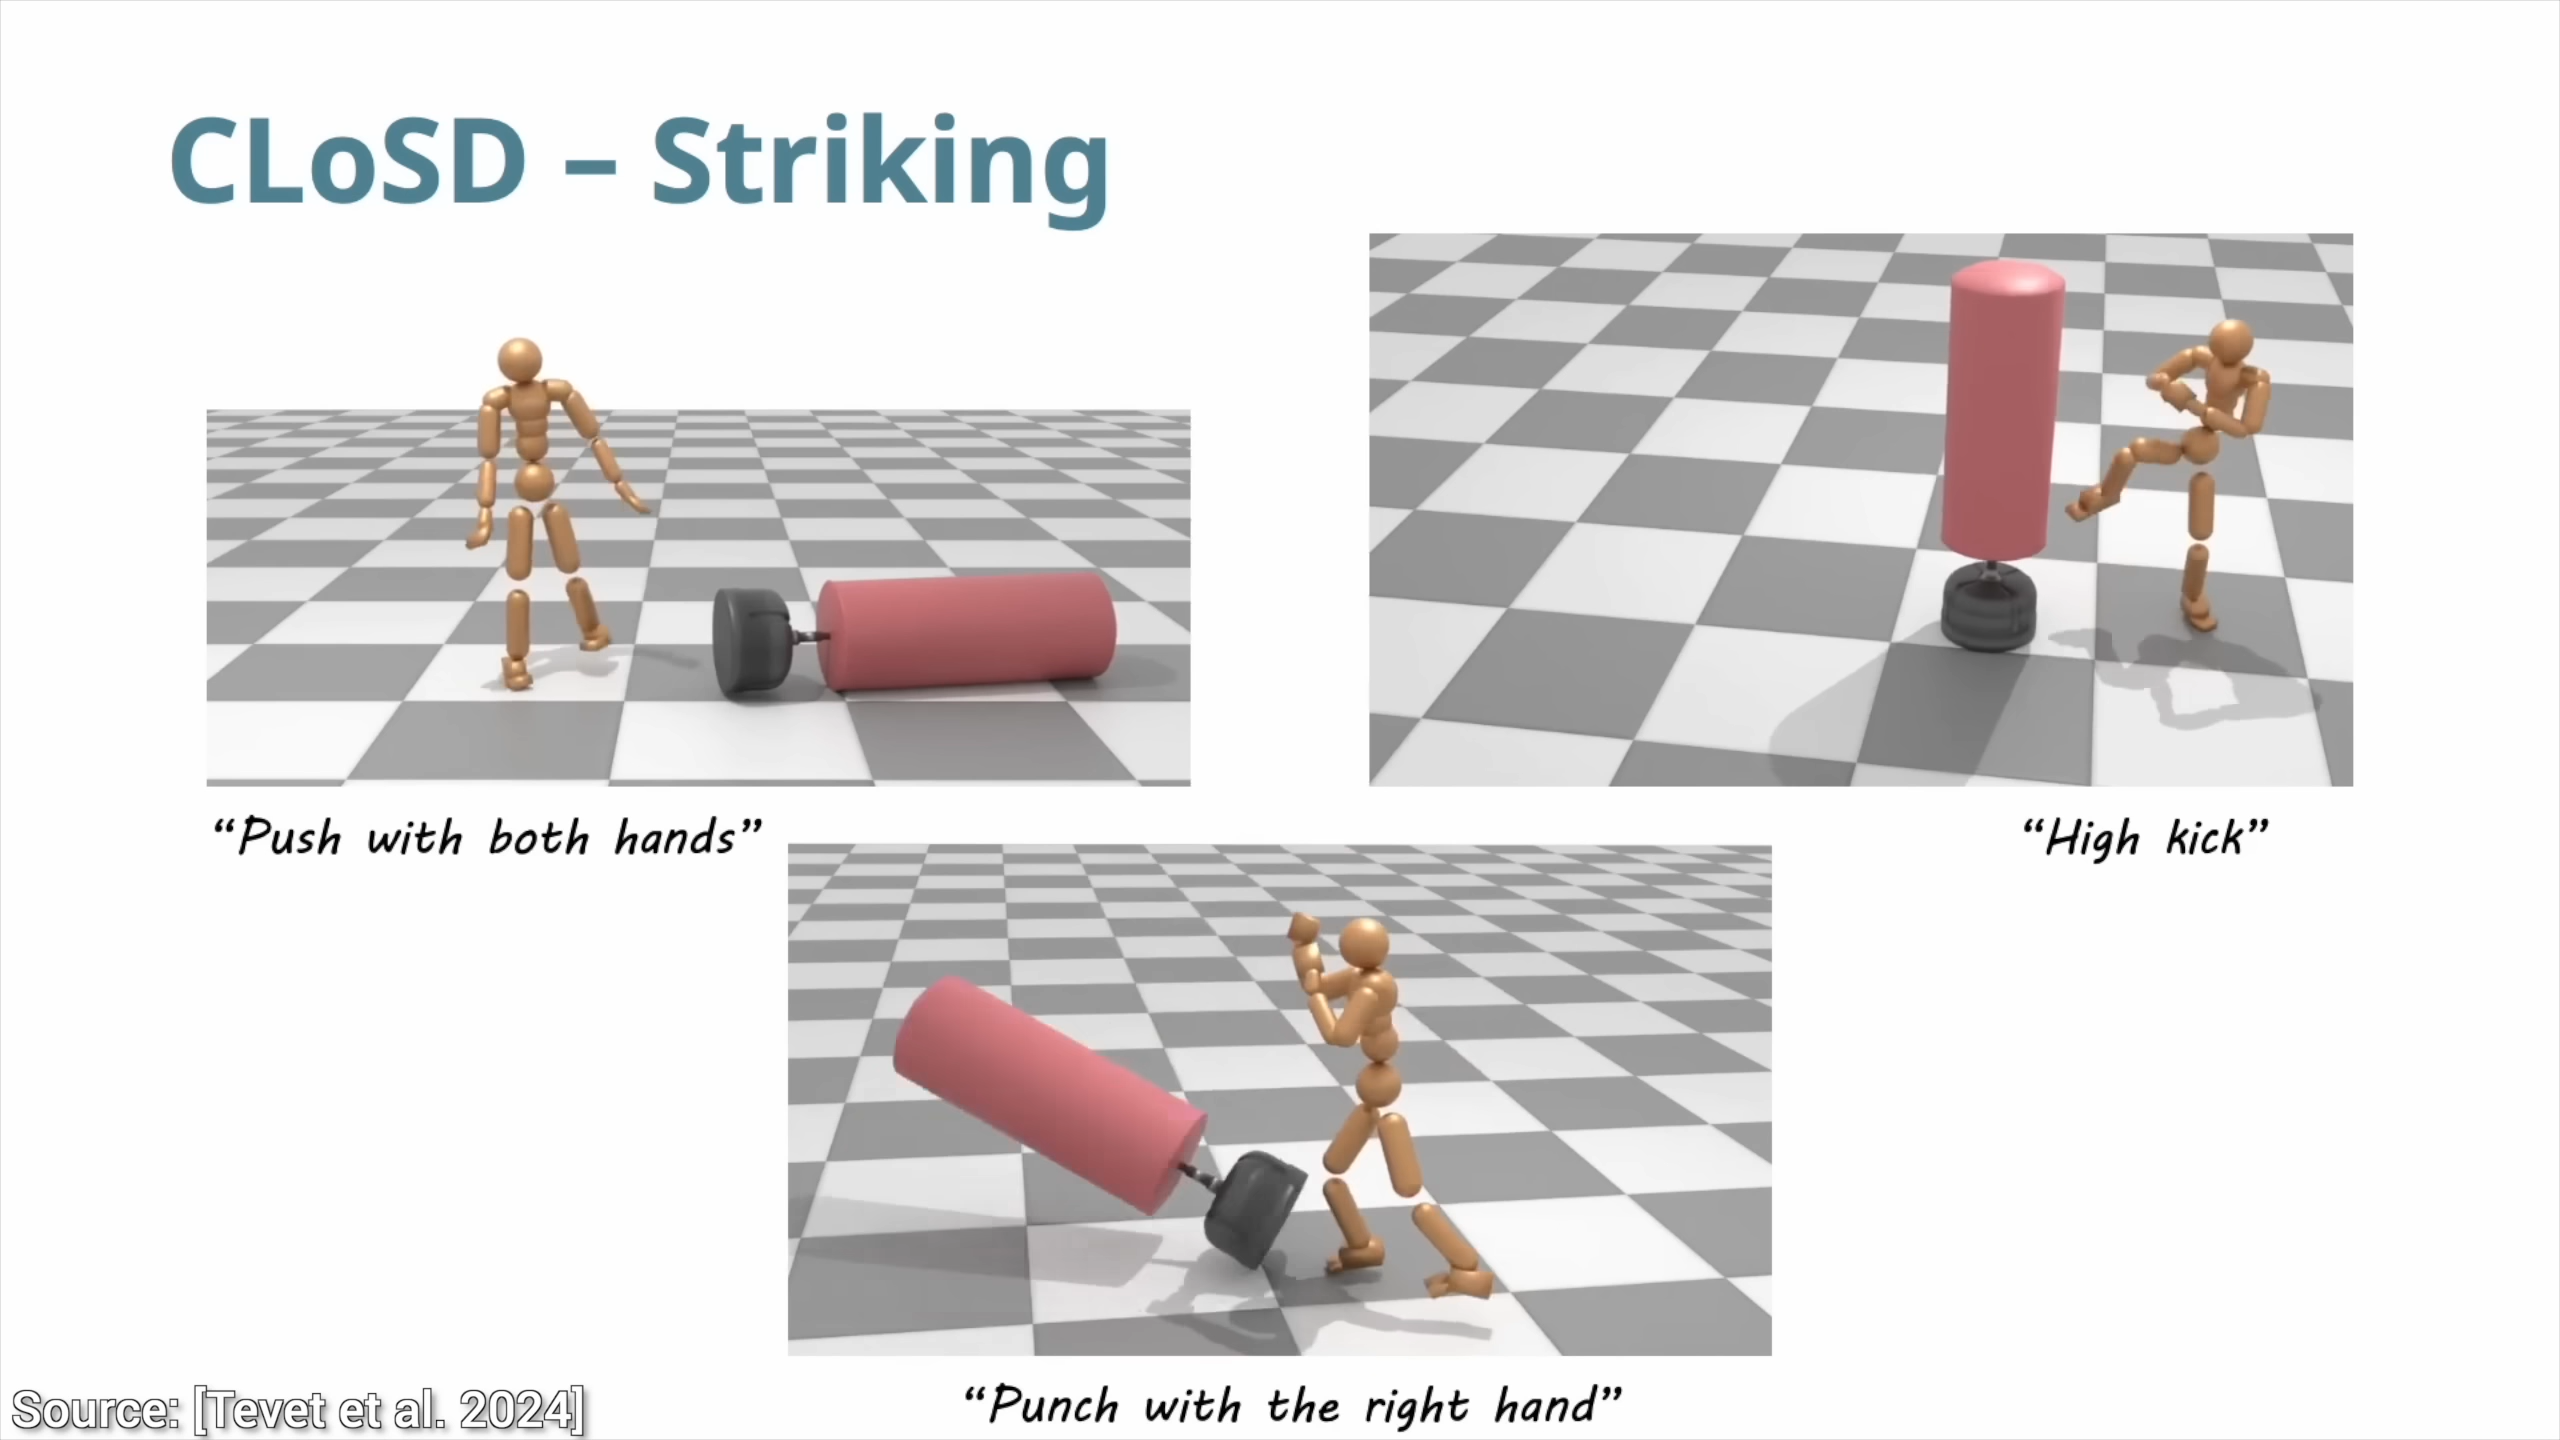 CLoSD – Striking
“Push with both hands”
“High kick”
“Punch with the right hand”
Source: [Tevet et al. 2024]